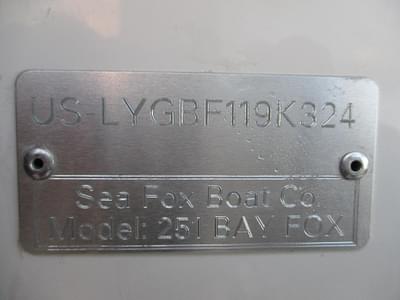 US-LYGBF119K324
Sea Fox Boat Co.
Model: 251 BAY FOX